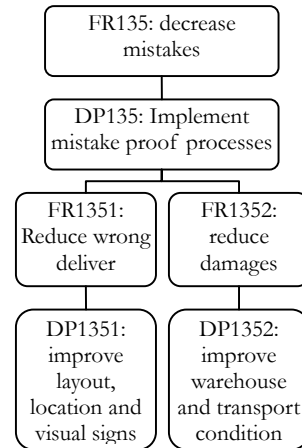 FR135: decrease
mistakes
DP135: Implement
mistake proof processes
FR1351:
Reduce wrong
deliver
FR1352:
reduce
damages
DP1351:
improve
layout,
location and
visual signs
DP1352:
improve
warehouse
and transport
condition